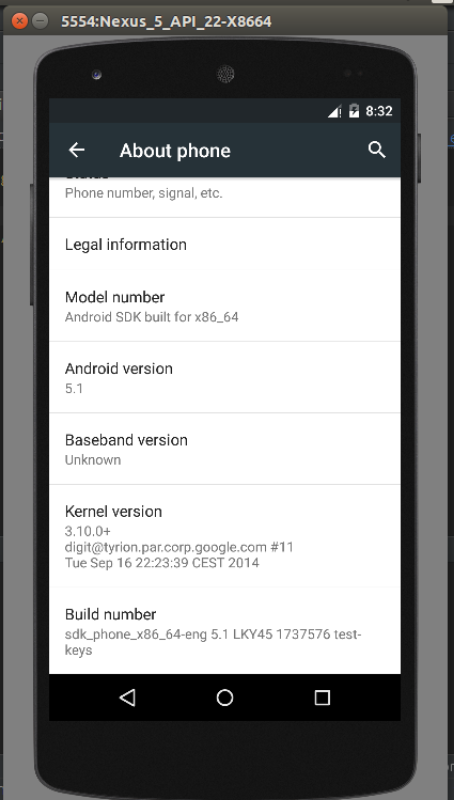 5554:Nexus_5_API_22-X8664
8:32
About phone
Phone number, signal, etc.
Legal information
Model number
Android SDK built for x86_64
Android version
5.1
Baseband version
Unknown
Kernel version
3.10.0+
digit@tyrion.par.corp.google.com #11
Tue Sep 16 22:23:39 CEST 2014
Build number
sdk_phone_x86_64-eng 5.1 LKY45 1737576 test-
keys